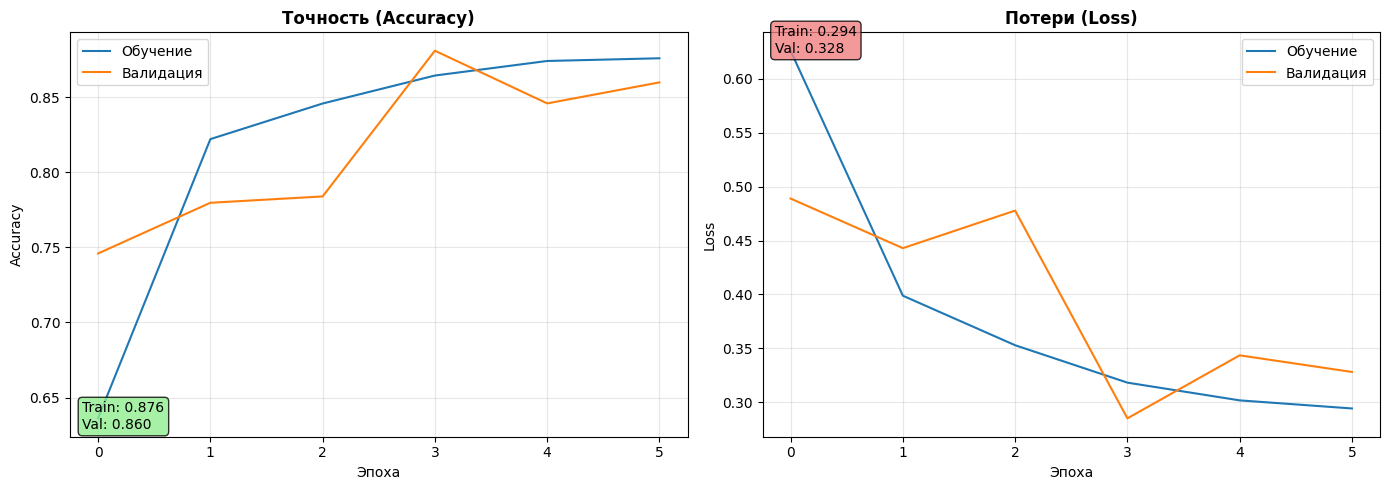 Точность (Accuracy)
Обучение
Валидация
0.85
0.80
0.75
0.70
0.65
Accuracy
Train: 0.876
Val: 0.860
0 1 2 3 4 5
Эпоха
Потери (Loss)
Train: 0.294
Val: 0.328
Обучение
Валидация
0.60
0.55
0.50
0.45
0.40
0.35
0.30
Loss
0 1 2 3 4 5
Эпоха